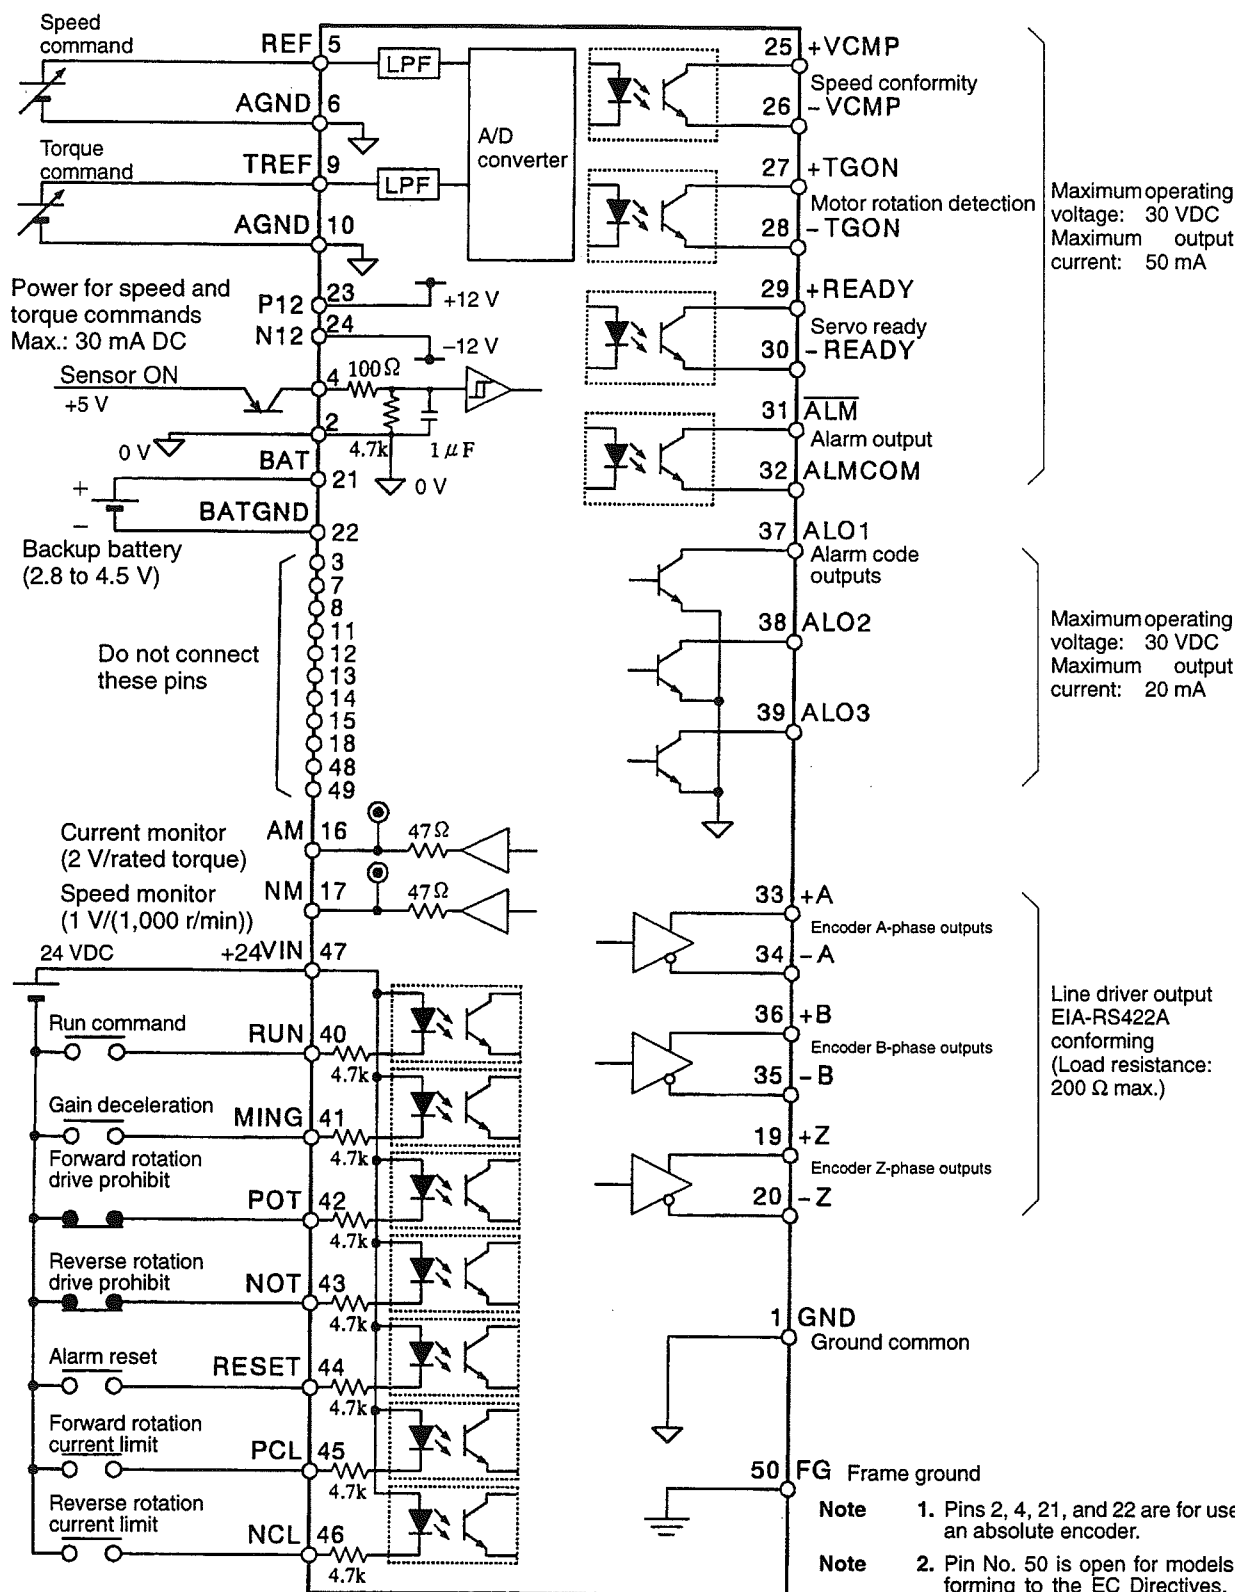 Speed
command
REF 5
LPF
AGND 6
Torque
command
TREF 9
LPF
AGND 10
A/D
converter
Power for speed and
torque commands
Max.: 30 mA DC
P12 23
+12 V
N12 24
–12 V
Sensor ON
+5 V
4
100 Ω
2
0 V
4.7k
1 μF
0 V
BAT
21
+
–
BATGND
22
Backup battery
(2.8 to 4.5 V)
3
7
8
11
12
13
14
15
18
48
49
Do not connect
these pins
Current monitor
(2 V/rated torque)
AM 16
47Ω
Speed monitor
(1 V/(1,000 r/min))
NM 17
47Ω
24 VDC
+24VIN 47
Run command
RUN 40
4.7k
Gain deceleration
MING 41
4.7k
Forward rotation
drive prohibit
POT 42
4.7k
Reverse rotation
drive prohibit
NOT 43
4.7k
Alarm reset
RESET 44
4.7k
Forward rotation
current limit
PCL 45
4.7k
Reverse rotation
current limit
NCL 46
4.7k
25 +VCMP
Speed conformity
26 –VCMP
27 +TGON
Motor rotation detection
28 –TGON
29 +READY
Servo ready
30 –READY
31 ALM
Alarm output
32 ALMCOM
Maximum operating
voltage: 30 VDC
Maximum output
current: 50 mA
37 ALO1
Alarm code
outputs
38 ALO2
39 ALO3
Maximum operating
voltage: 30 VDC
Maximum output
current: 20 mA
33 +A
Encoder A-phase outputs
34 –A
36 +B
Encoder B-phase outputs
35 –B
19 +Z
Encoder Z-phase outputs
20 –Z
Line driver output
EIA-RS422A
conforming
(Load resistance:
200 Ω max.)
1 GND
Ground common
50 FG Frame ground
Note 1. Pins 2, 4, 21, and 22 are for use
an absolute encoder.
Note 2. Pin No. 50 is open for models
forming to the EC Directives.